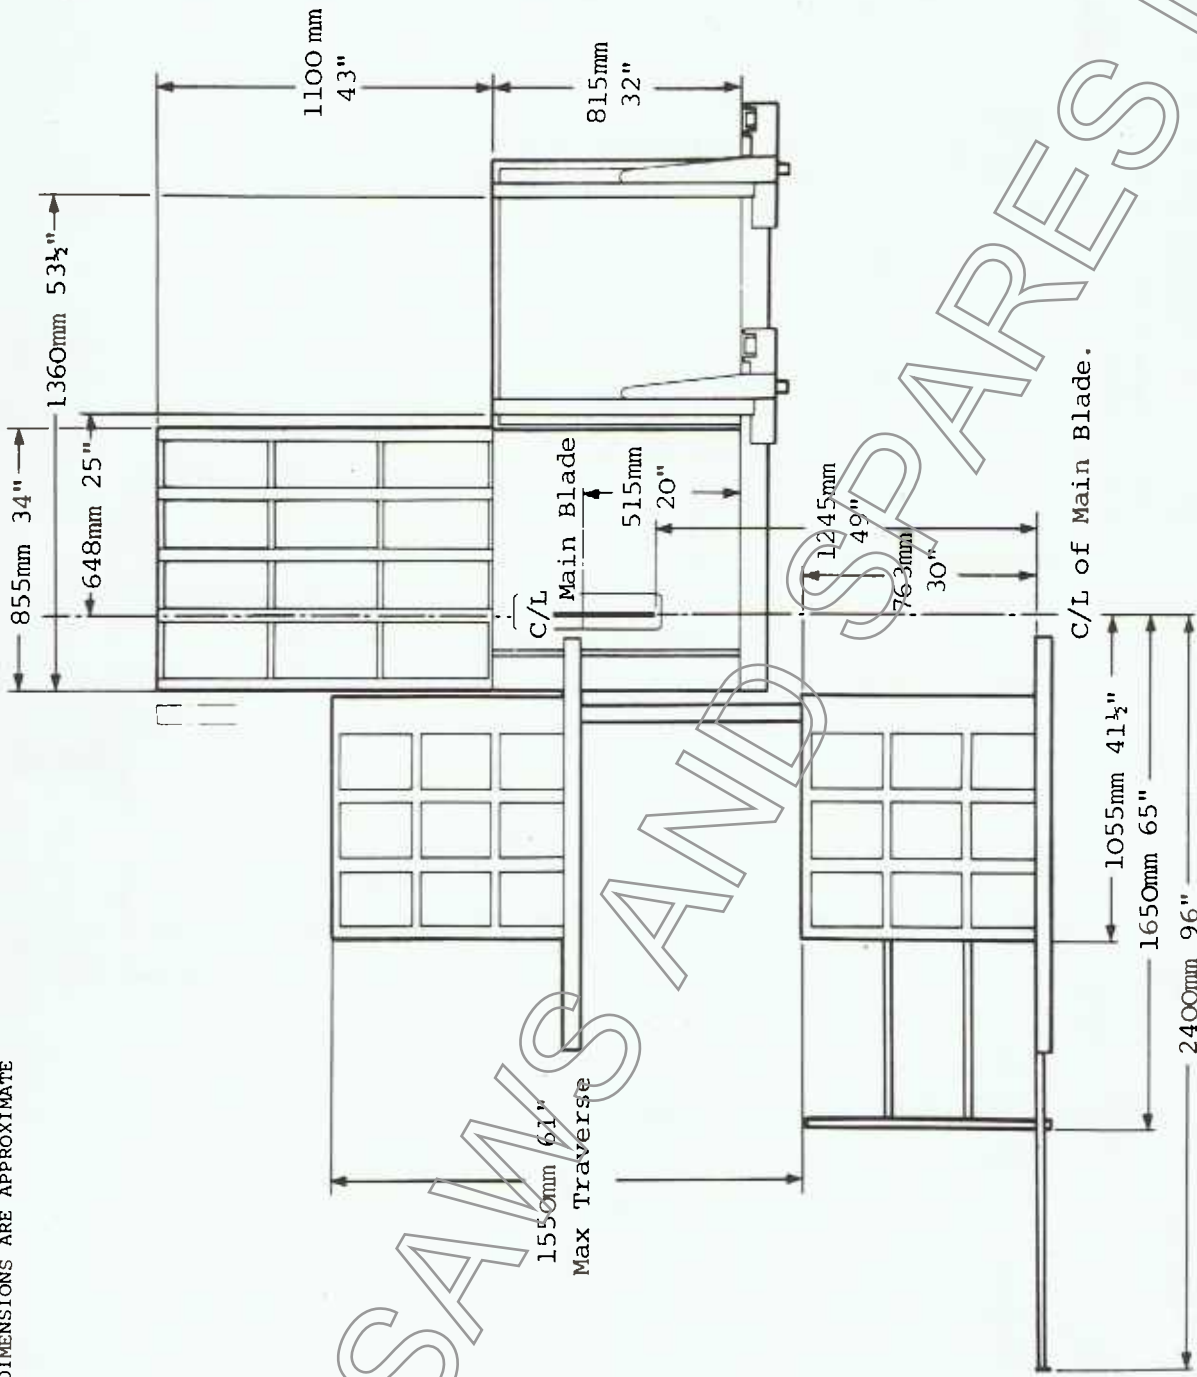 1100 mm
43"
815mm
32"
1360mm 53½"
855mm 34"
648mm 25"
C/L Main Blade
515mm
20"
1245mm
49"
763mm
30"
C/L of Main Blade.
1550mm 61"
Max Traverse
1055mm 41½"
1650mm 65"
2400mm 96"
DIMENSIONS ARE APPROXIMATE
SAWS AND SPARES